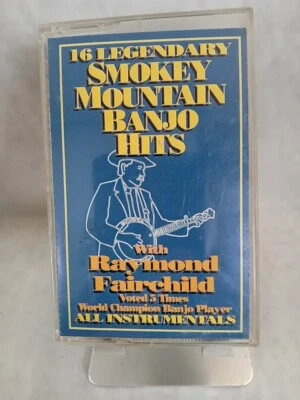 16 LEGENDARY
SMOKEY
MOUNTAIN
BANJO
HITS
With
Raymond
Fairchild
Voted 5 Times
World Champion Banjo Player
ALL INSTRUMENTALS